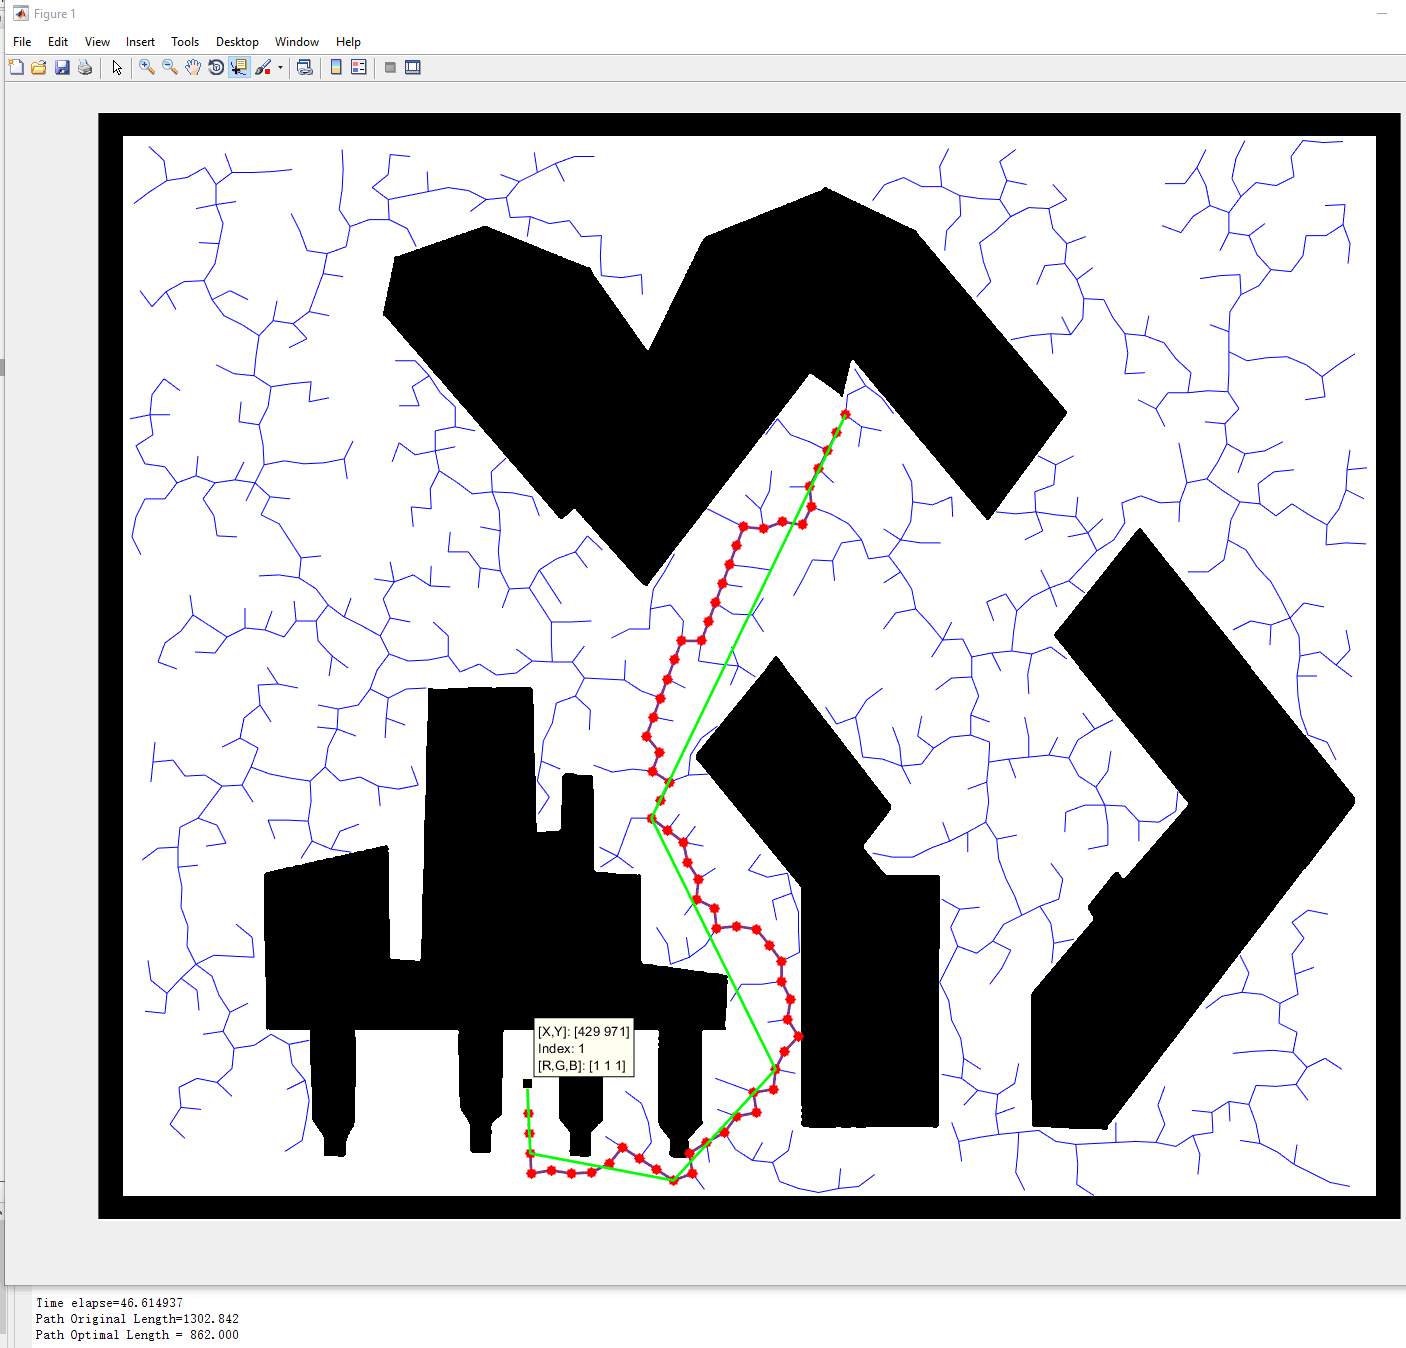 Figure 1
File Edit View Insert Tools Desktop Window Help
[X,Y]: [429 971]
Index: 1
[R,G,B]: [1 1 1]
Time elapse=46.614937
Path Original Length=1302.842
Path Optimal Length = 862.000